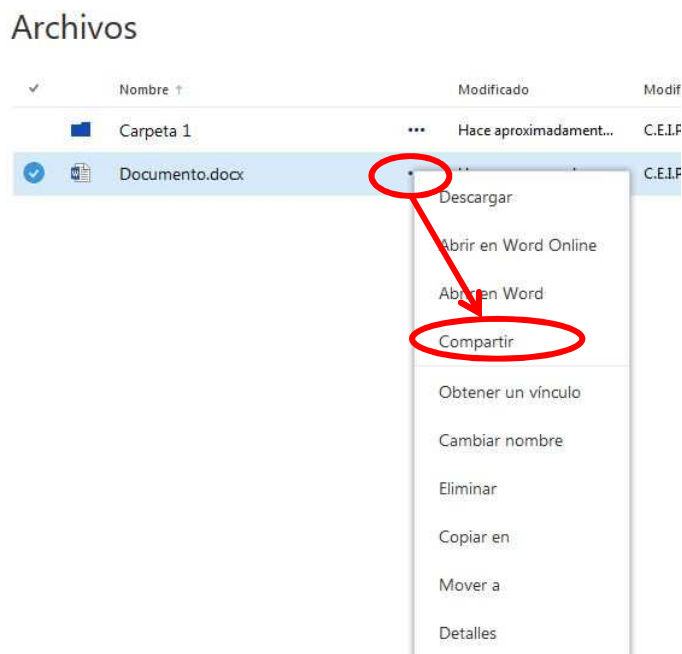 Archivos
Nombre ↑ Modificado Modif
Carpeta 1 ••• Hace aproximadament... C.E.I.P
Documento.docx C.E.I.P
Descargar
Abrir en Word Online
Abrir en Word
Compartir
Obtener un vínculo
Cambiar nombre
Eliminar
Copiar en
Mover a
Detalles